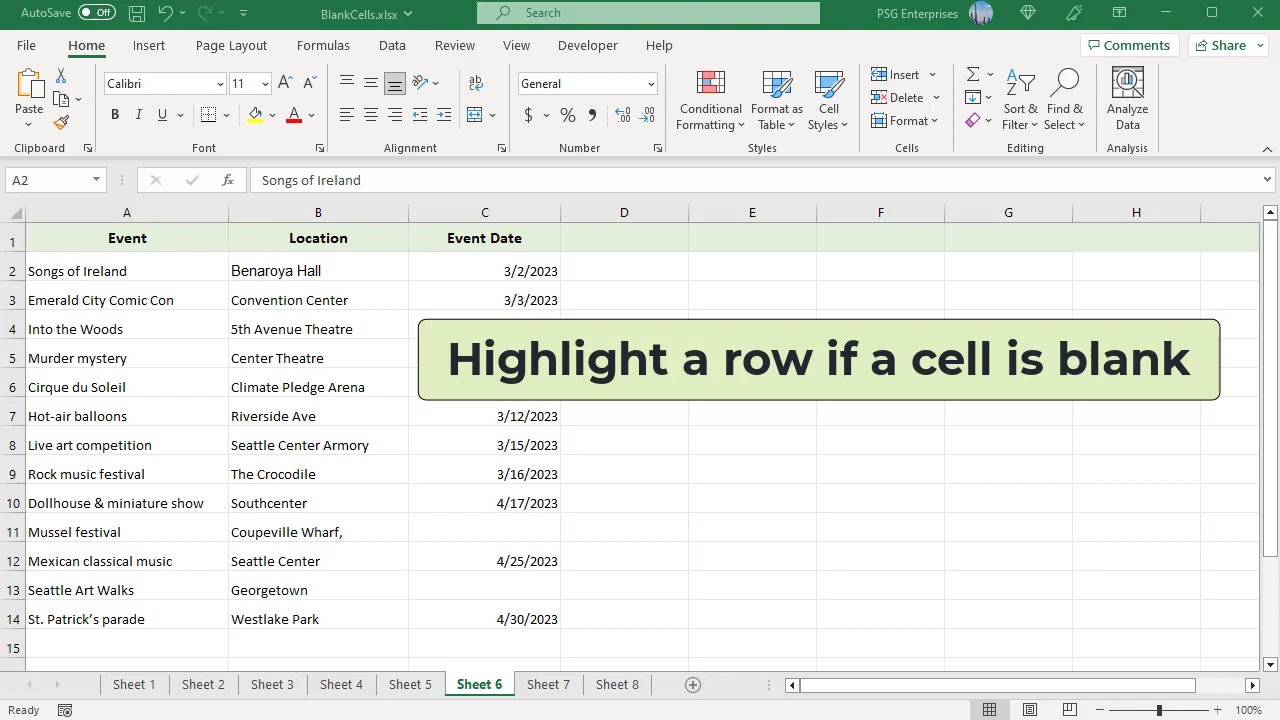 AutoSave Off BlankCells.xlsx Search PSG Enterprises
File Home Insert Page Layout Formulas Data Review View Developer Help Comments Share
Paste Calibri 11 General Conditional Formatting Format as Table Cell Styles Insert Delete Format Sort & Filter Find & Select Analyze Data
B I U A $ %
Clipboard Font Alignment Number Styles Cells Editing Analysis
A2 fx Songs of Ireland
A B C D E F G H
1 Event Location Event Date
2 Songs of Ireland Benaroya Hall 3/2/2023
3 Emerald City Comic Con Convention Center 3/3/2023
4 Into the Woods 5th Avenue Theatre
Highlight a row if a cell is blank
5 Murder mystery Center Theatre
6 Cirque du Soleil Climate Pledge Arena
7 Hot-air balloons Riverside Ave 3/12/2023
8 Live art competition Seattle Center Armory 3/15/2023
9 Rock music festival The Crocodile 3/16/2023
10 Dollhouse & miniature show Southcenter 4/17/2023
11 Mussel festival Coupeville Wharf,
12 Mexican classical music Seattle Center 4/25/2023
13 Seattle Art Walks Georgetown
14 St. Patrick’s parade Westlake Park 4/30/2023
15
Sheet 1 Sheet 2 Sheet 3 Sheet 4 Sheet 5 Sheet 6 Sheet 7 Sheet 8
Ready 100%